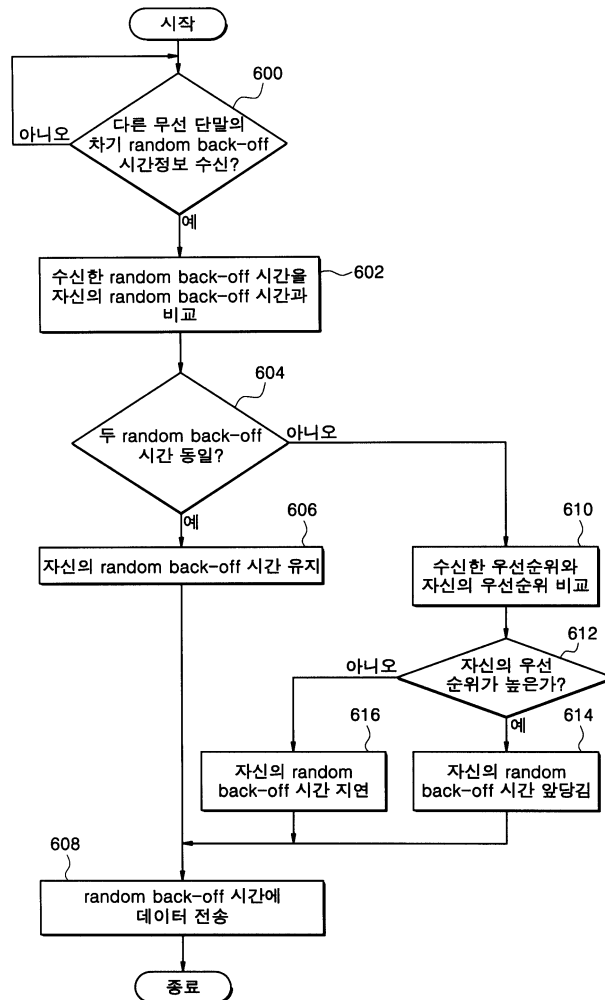 시작
600
다른 무선 단말의
차기 random back-off
시간정보 수신?
아니오
예
수신한 random back-off 시간을
자신의 random back-off 시간과
비교
602
604
두 random back-off
시간 동일?
아니오
예
606
자신의 random back-off 시간 유지
610
수신한 우선순위와
자신의 우선순위 비교
612
자신의 우선
순위가 높은가?
아니오
예
616
자신의 random
back-off 시간 지연
614
자신의 random
back-off 시간 앞당김
608
random back-off 시간에
데이터 전송
종료